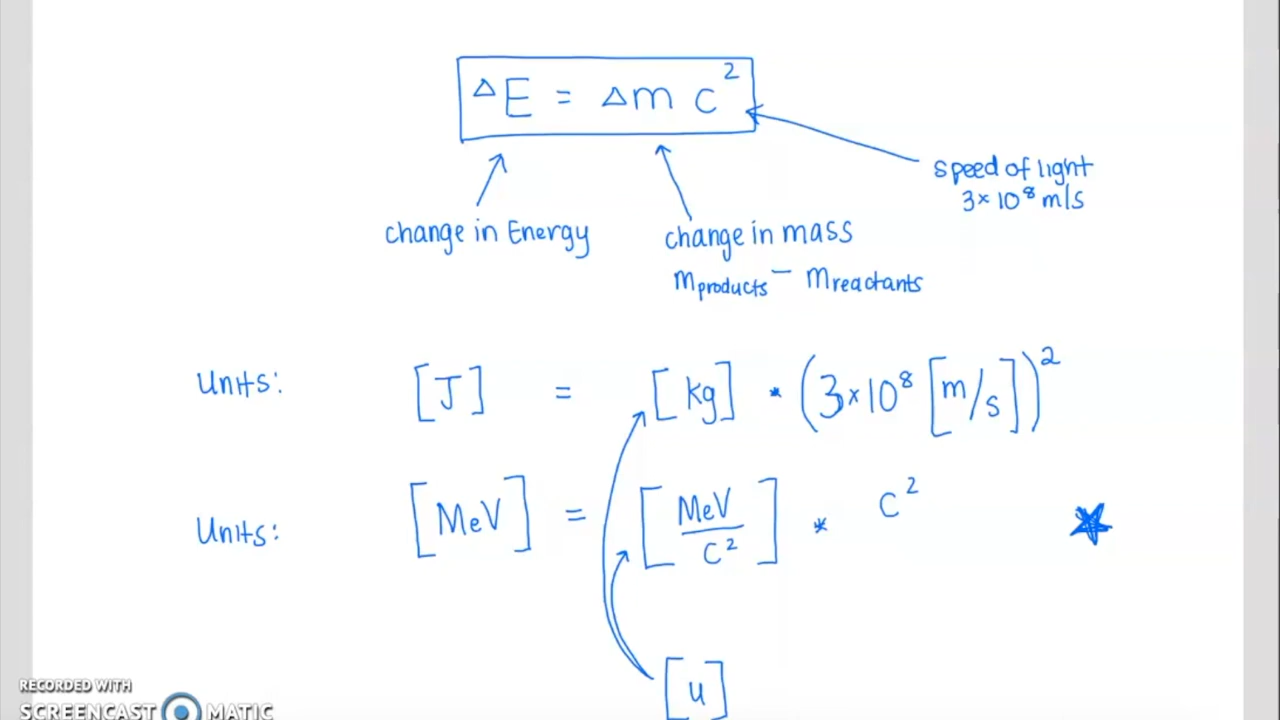 ΔE = Δm c²
speed of light
3×10⁸ m/s
change in Energy
change in mass
mproducts − mreactants
Units: [J] = [kg] * (3×10⁸ [m/s])²
Units: [MeV] = [MeV/c²] * c²
[u]
RECORDED WITH
SCREENCAST MATIC